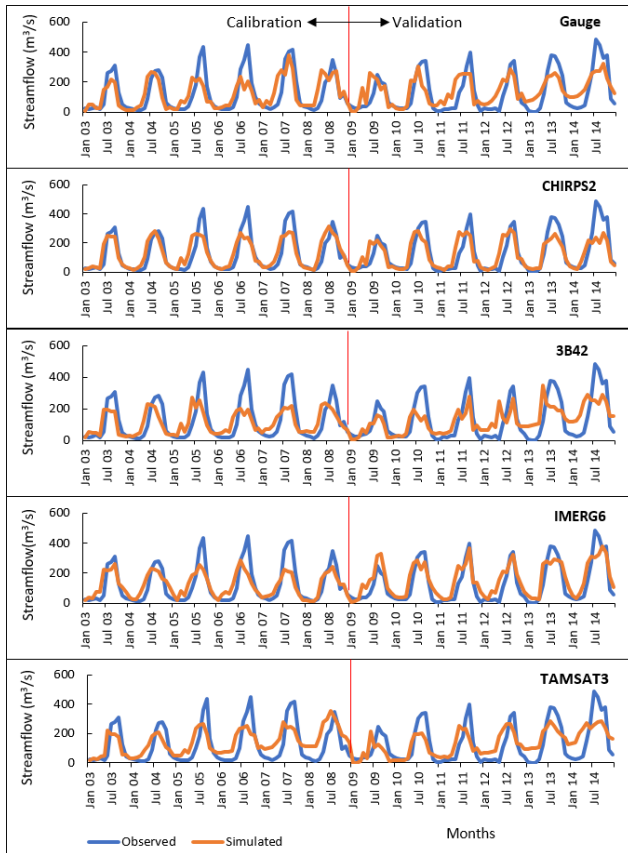 Calibration Validation Gauge
Streamflow (m³/s)
600
400
200
0
Jan 03 Jul 03 Jan 04 Jul 04 Jan 05 Jul 05 Jan 06 Jul 06 Jan 07 Jul 07 Jan 08 Jul 08 Jan 09 Jul 09 Jan 10 Jul 10 Jan 11 Jul 11 Jan 12 Jul 12 Jan 13 Jul 13 Jan 14 Jul 14
CHIRPS2
Streamflow (m³/s)
600
400
200
0
Jan 03 Jul 03 Jan 04 Jul 04 Jan 05 Jul 05 Jan 06 Jul 06 Jan 07 Jul 07 Jan 08 Jul 08 Jan 09 Jul 09 Jan 10 Jul 10 Jan 11 Jul 11 Jan 12 Jul 12 Jan 13 Jul 13 Jan 14 Jul 14
3B42
Streamflow (m³/s)
600
400
200
0
Jan 03 Jul 03 Jan 04 Jul 04 Jan 05 Jul 05 Jan 06 Jul 06 Jan 07 Jul 07 Jan 08 Jul 08 Jan 09 Jul 09 Jan 10 Jul 10 Jan 11 Jul 11 Jan 12 Jul 12 Jan 13 Jul 13 Jan 14 Jul 14
IMERG6
Streamflow(m³/s)
600
400
200
0
Jan 03 Jul 03 Jan 04 Jul 04 Jan 05 Jul 05 Jan 06 Jul 06 Jan 07 Jul 07 Jan 08 Jul 08 Jan 09 Jul 09 Jan 10 Jul 10 Jan 11 Jul 11 Jan 12 Jul 12 Jan 13 Jul 13 Jan 14 Jul 14
TAMSAT3
Streamflow (m³/s)
600
400
200
0
Jan 03 Jul 03 Jan 04 Jul 04 Jan 05 Jul 05 Jan 06 Jul 06 Jan 07 Jul 07 Jan 08 Jul 08 Jan 09 Jul 09 Jan 10 Jul 10 Jan 11 Jul 11 Jan 12 Jul 12 Jan 13 Jul 13 Jan 14 Jul 14
Observed Simulated Months